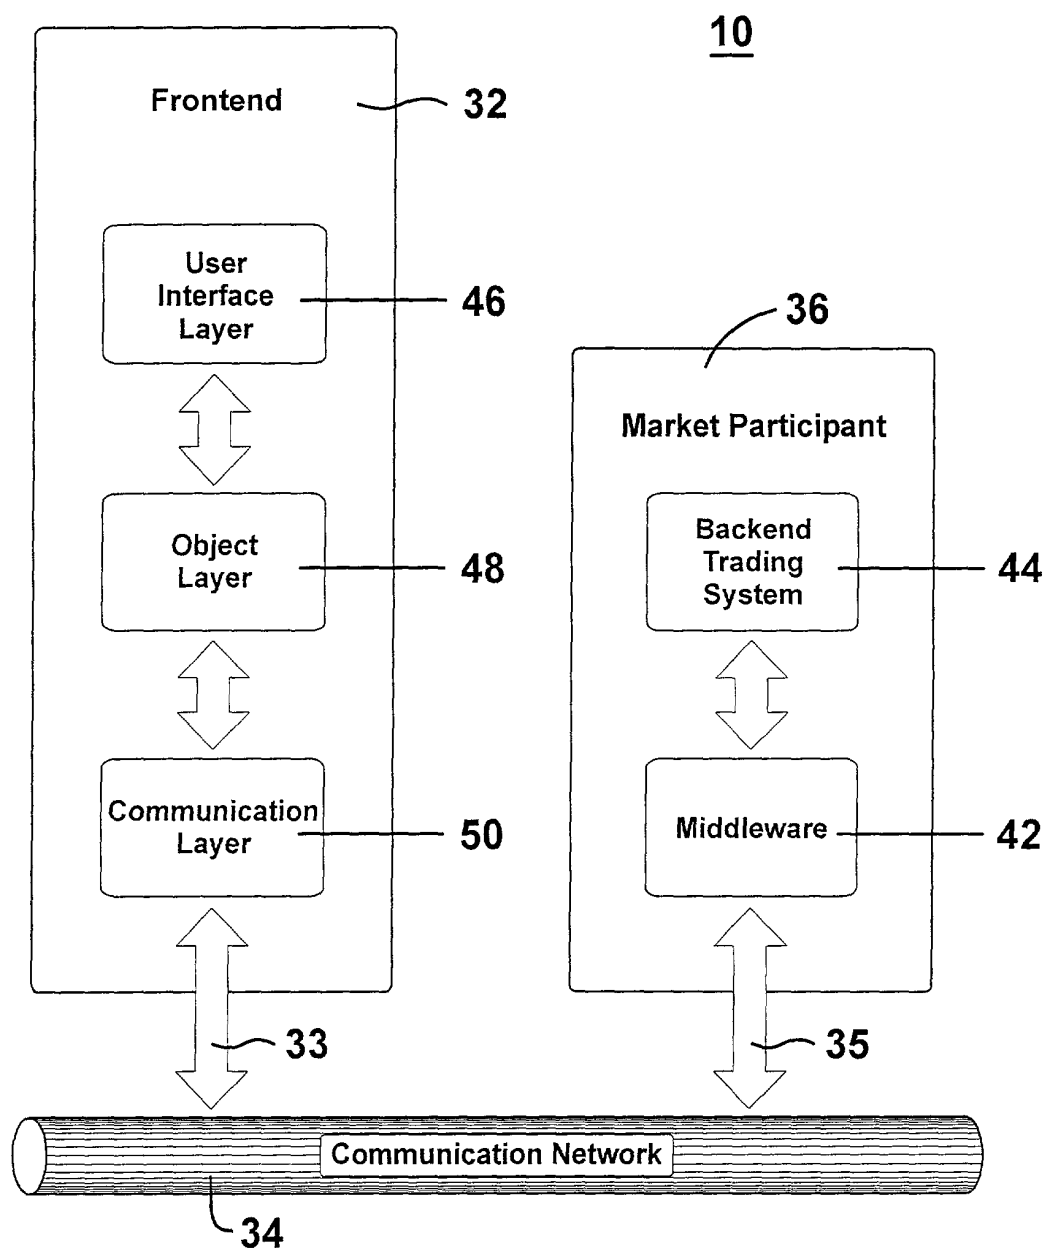 10
Frontend
32
User
Interface
Layer
46
36
Market Participant
Object
Layer
48
Backend
Trading
System
44
Communication
Layer
50
Middleware
42
33
35
Communication Network
34